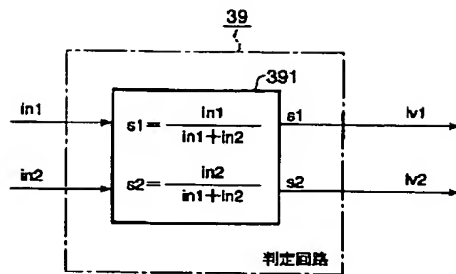 39
391
in1
s1= in1 / in1+in2
s1
lv1
in2
s2= in2 / in1+in2
s2
lv2
判定回路